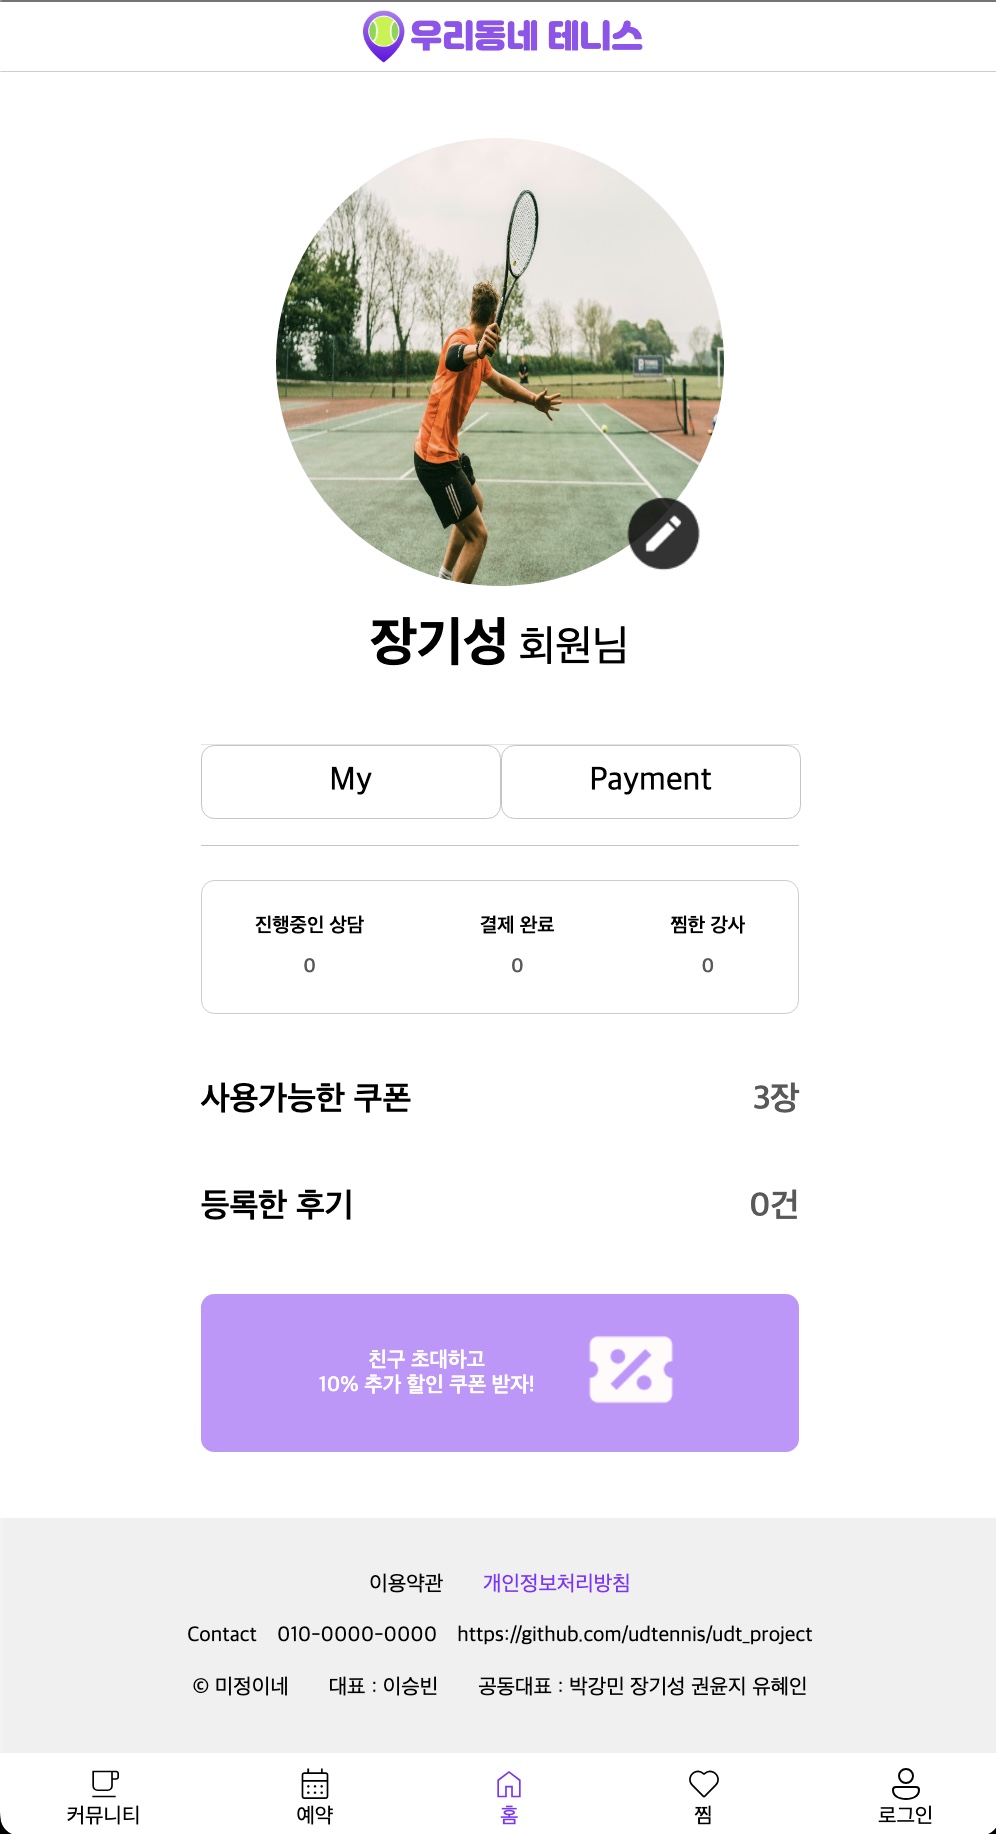 우리동네 테니스
장기성 회원님
My Payment
진행중인 상담 결제 완료 찜한 강사
0 0 0
사용가능한 쿠폰 3장
등록한 후기 0건
친구 초대하고
10% 추가 할인 쿠폰 받자!
이용약관 개인정보처리방침
Contact 010-0000-0000 https://github.com/udtennis/udt_project
© 미정이네 대표 : 이승빈 공동대표 : 박강민 장기성 권윤지 유혜인
커뮤니티 예약 홈 찜 로그인